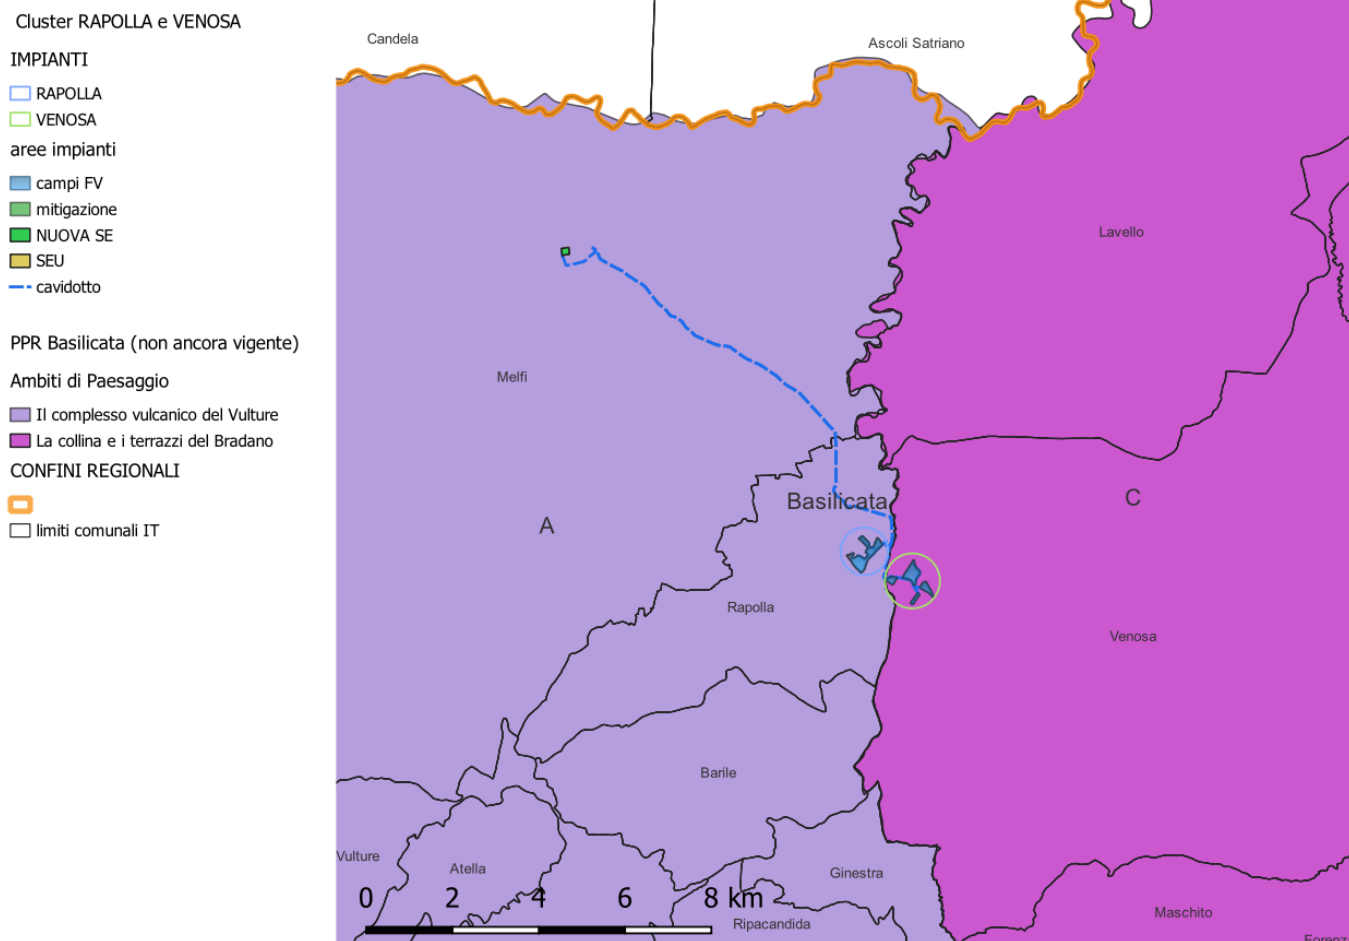 Cluster RAPOLLA e VENOSA
IMPIANTI
RAPOLLA
VENOSA
aree impianti
campi FV
mitigazione
NUOVA SE
SEU
cavidotto
PPR Basilicata (non ancora vigente)
Ambiti di Paesaggio
Il complesso vulcanico del Vulture
La collina e i terrazzi del Bradano
CONFINI REGIONALI
limiti comunali IT
Candela
Ascoli Satriano
Lavello
Melfi
Basilicata
C
A
Rapolla
Venosa
Barile
Vulture
Atella
Ginestra
0 2 4 6 8 km
Ripacandida
Maschito
Forenz